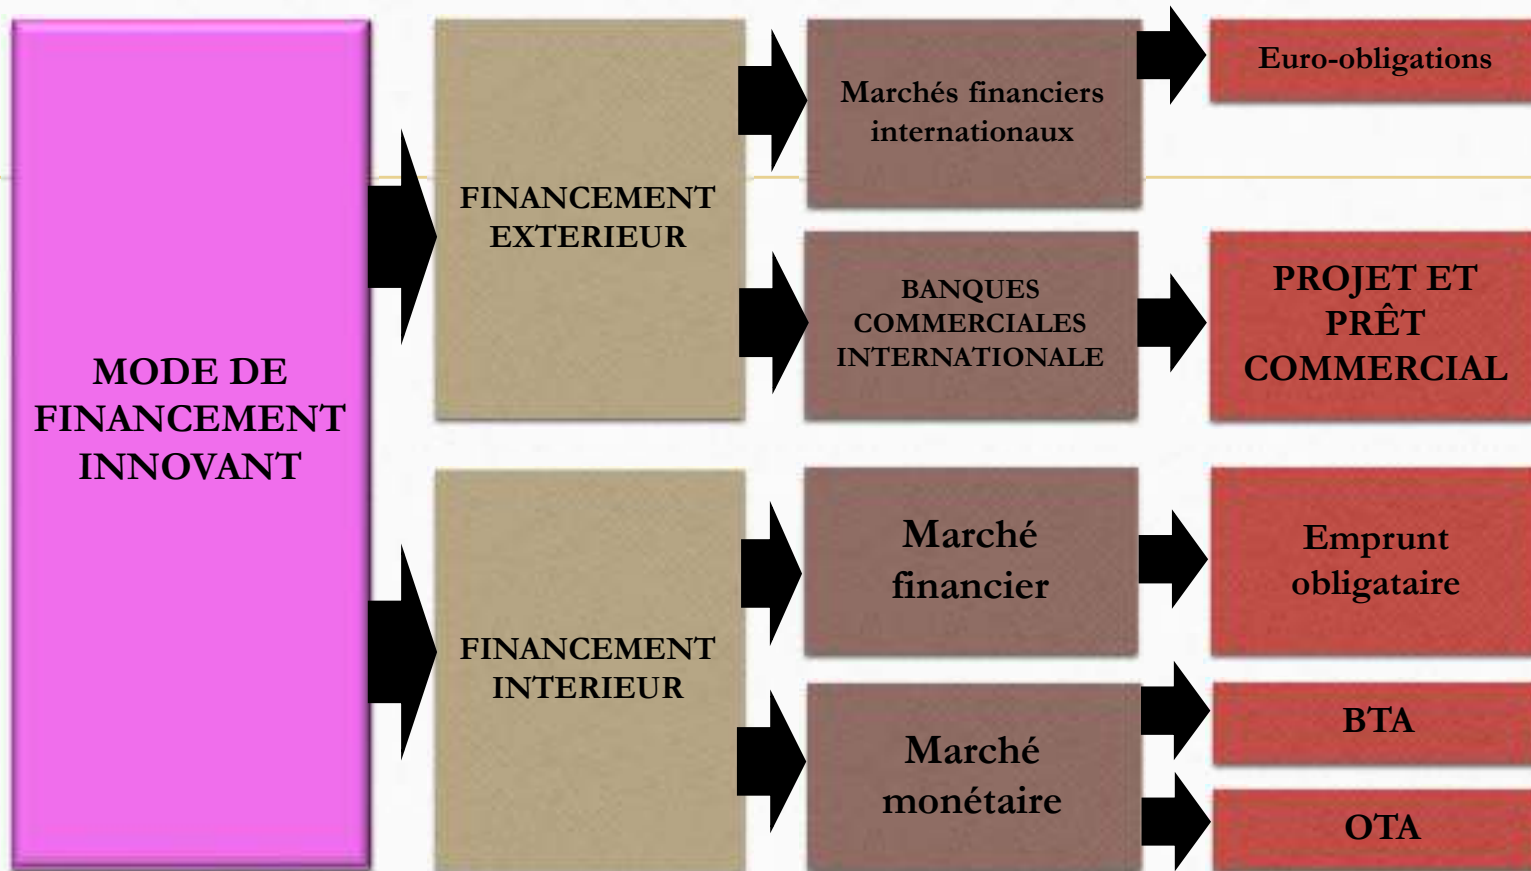 MODE DE
FINANCEMENT
INNOVANT
FINANCEMENT
EXTERIEUR
Marchés financiers
internationaux
Euro-obligations
BANQUES
COMMERCIALES
INTERNATIONALE
PROJET ET
PRÊT
COMMERCIAL
FINANCEMENT
INTERIEUR
Marché
financier
Emprunt
obligataire
Marché
monétaire
BTA
OTA